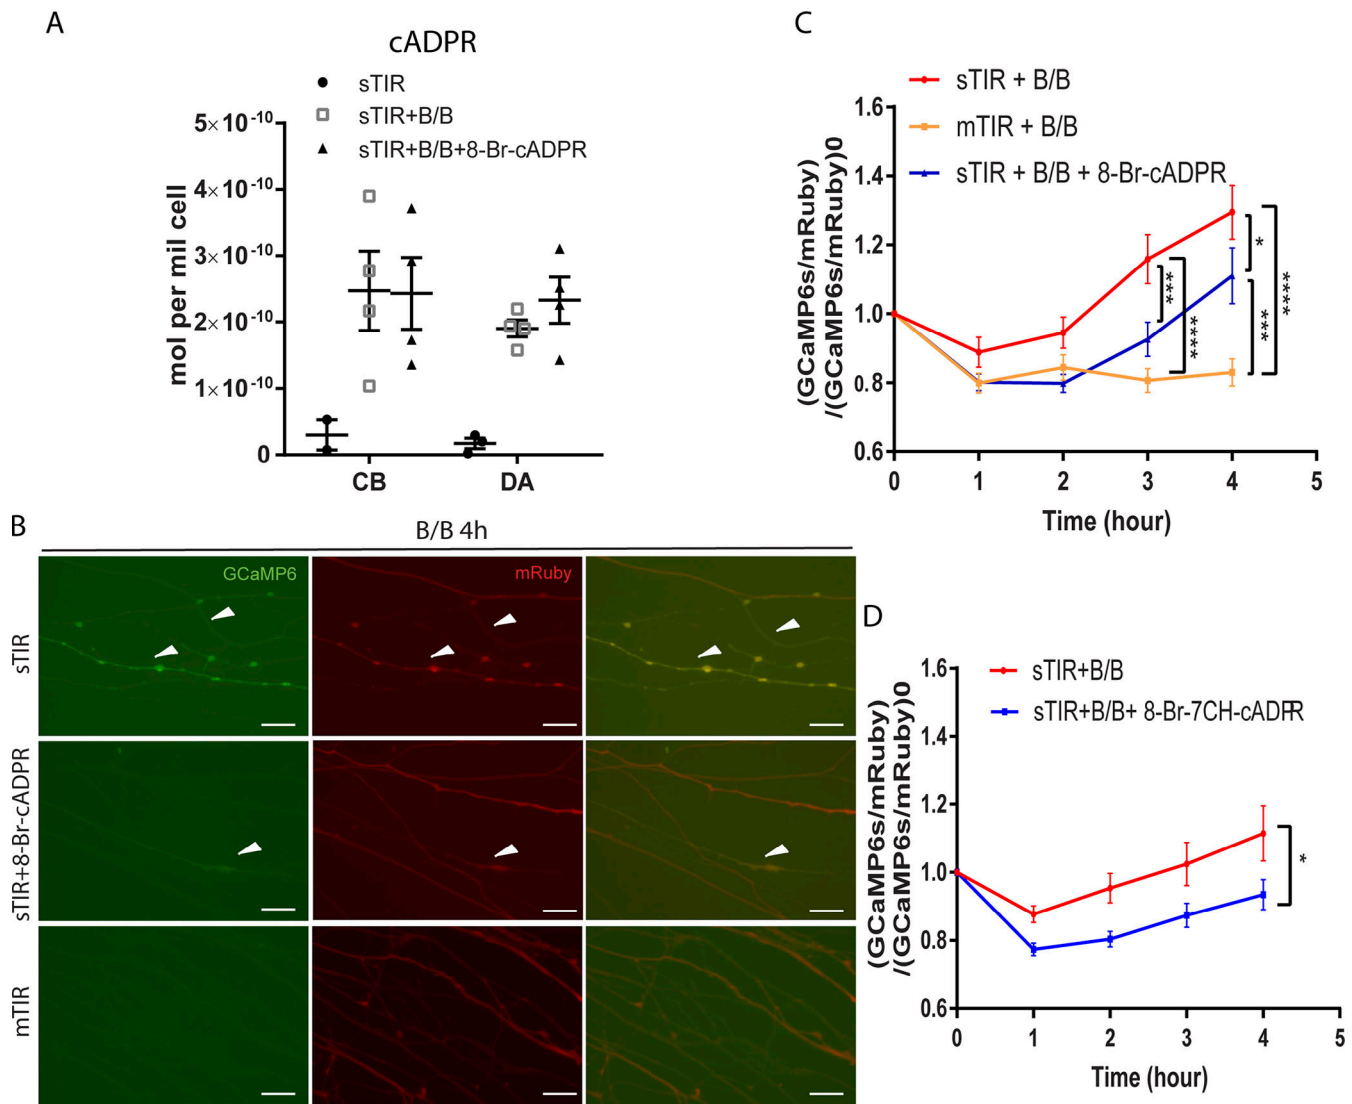 A
cADPR
sTIR
sTIR+B/B
sTIR+B/B+8-Br-cADPR
mol per mil cell
5×10⁻¹⁰
4×10⁻¹⁰
3×10⁻¹⁰
2×10⁻¹⁰
1×10⁻¹⁰
0
CB
DA
B
B/B 4h
GCaMP6
mRuby
sTIR
sTIR+8-Br-cADPR
mTIR
C
sTIR + B/B
mTIR + B/B
sTIR + B/B + 8-Br-cADPR
(GCaMP6s/mRuby)
/(GCaMP6s/mRuby)0
1.6
1.4
1.2
1.0
0.8
0.6
0
1
2
3
4
5
Time (hour)
***
****
*
***
****
D
sTIR+B/B
sTIR+B/B+ 8-Br-7CH-cADPR
(GCaMP6s/mRuby)
/(GCaMP6s/mRuby)0
1.6
1.4
1.2
1.0
0.8
0.6
0
1
2
3
4
5
Time (hour)
*